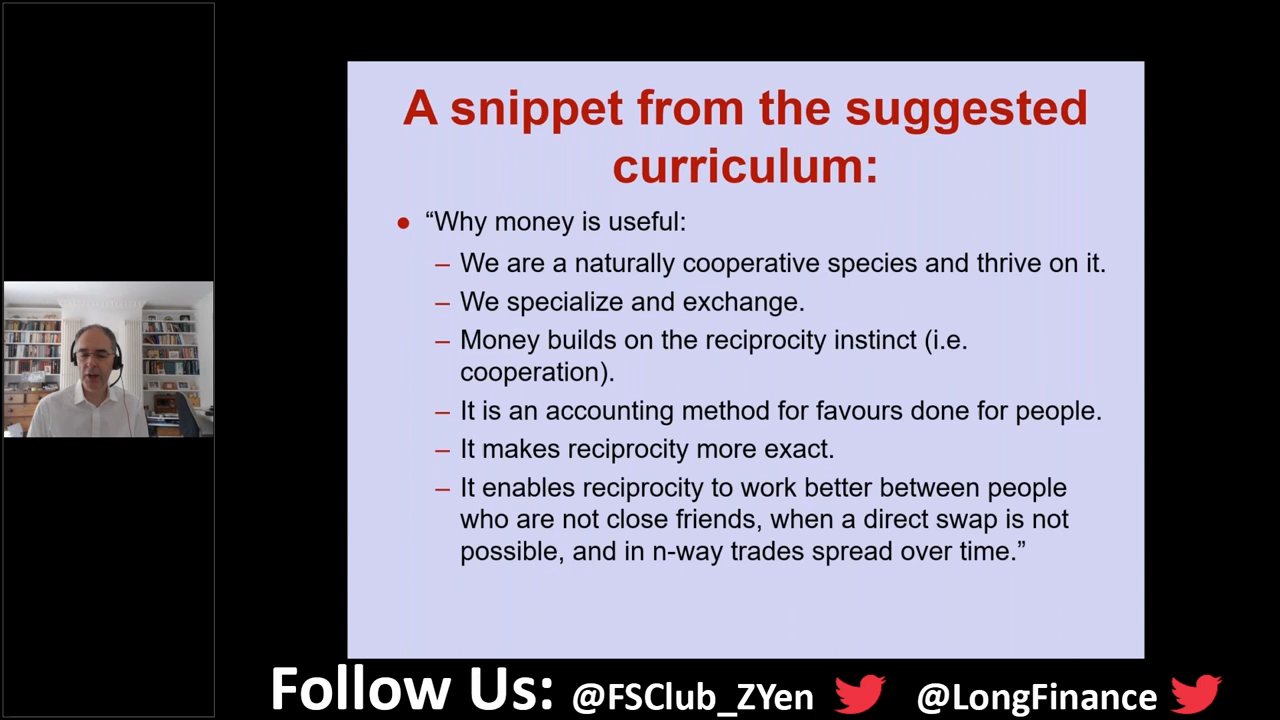 A snippet from the suggested
curriculum:
● “Why money is useful:
– We are a naturally cooperative species and thrive on it.
– We specialize and exchange.
– Money builds on the reciprocity instinct (i.e.
cooperation).
– It is an accounting method for favours done for people.
– It makes reciprocity more exact.
– It enables reciprocity to work better between people
who are not close friends, when a direct swap is not
possible, and in n-way trades spread over time.”
Follow Us: @FSClub_ZYen @LongFinance